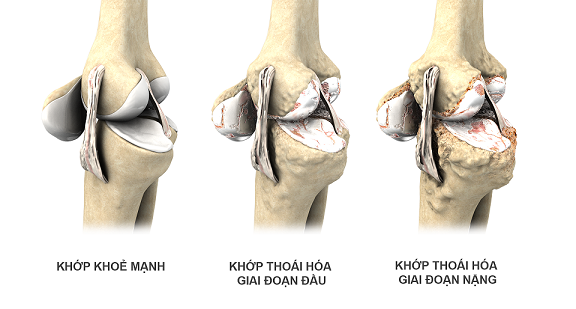 KHỚP KHOẺ MẠNH
KHỚP THOÁI HÓA
GIAI ĐOẠN ĐẦU
KHỚP THOÁI HÓA
GIAI ĐOẠN NẶNG